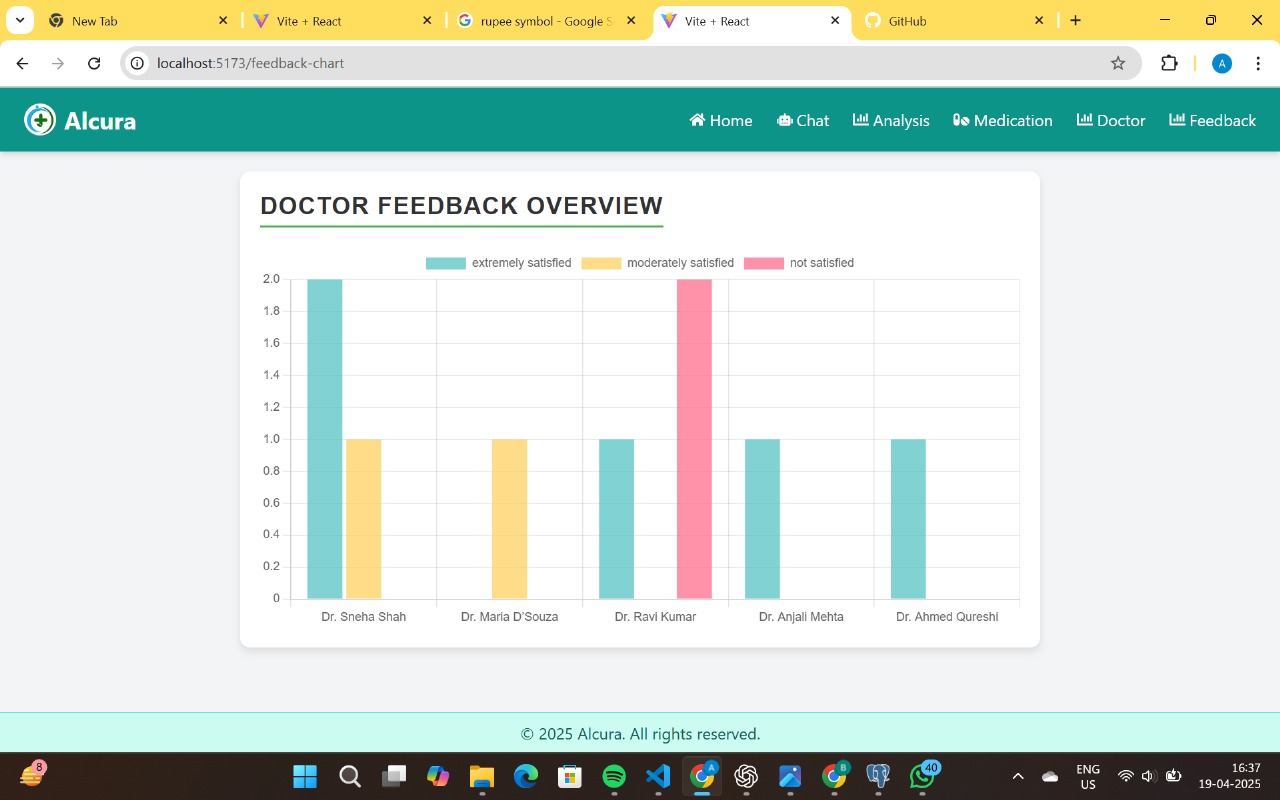 New Tab
Vite + React
rupee symbol - Google S
Vite + React
GitHub
localhost:5173/feedback-chart
A
Alcura
Home
Chat
Analysis
Medication
Doctor
Feedback
DOCTOR FEEDBACK OVERVIEW
extremely satisfied
moderately satisfied
not satisfied
2.0
1.8
1.6
1.4
1.2
1.0
0.8
0.6
0.4
0.2
0
Dr. Sneha Shah
Dr. Maria D'Souza
Dr. Ravi Kumar
Dr. Anjali Mehta
Dr. Ahmed Qureshi
© 2025 Alcura. All rights reserved.
8
A
B
40
ENG
US
16:37
19-04-2025